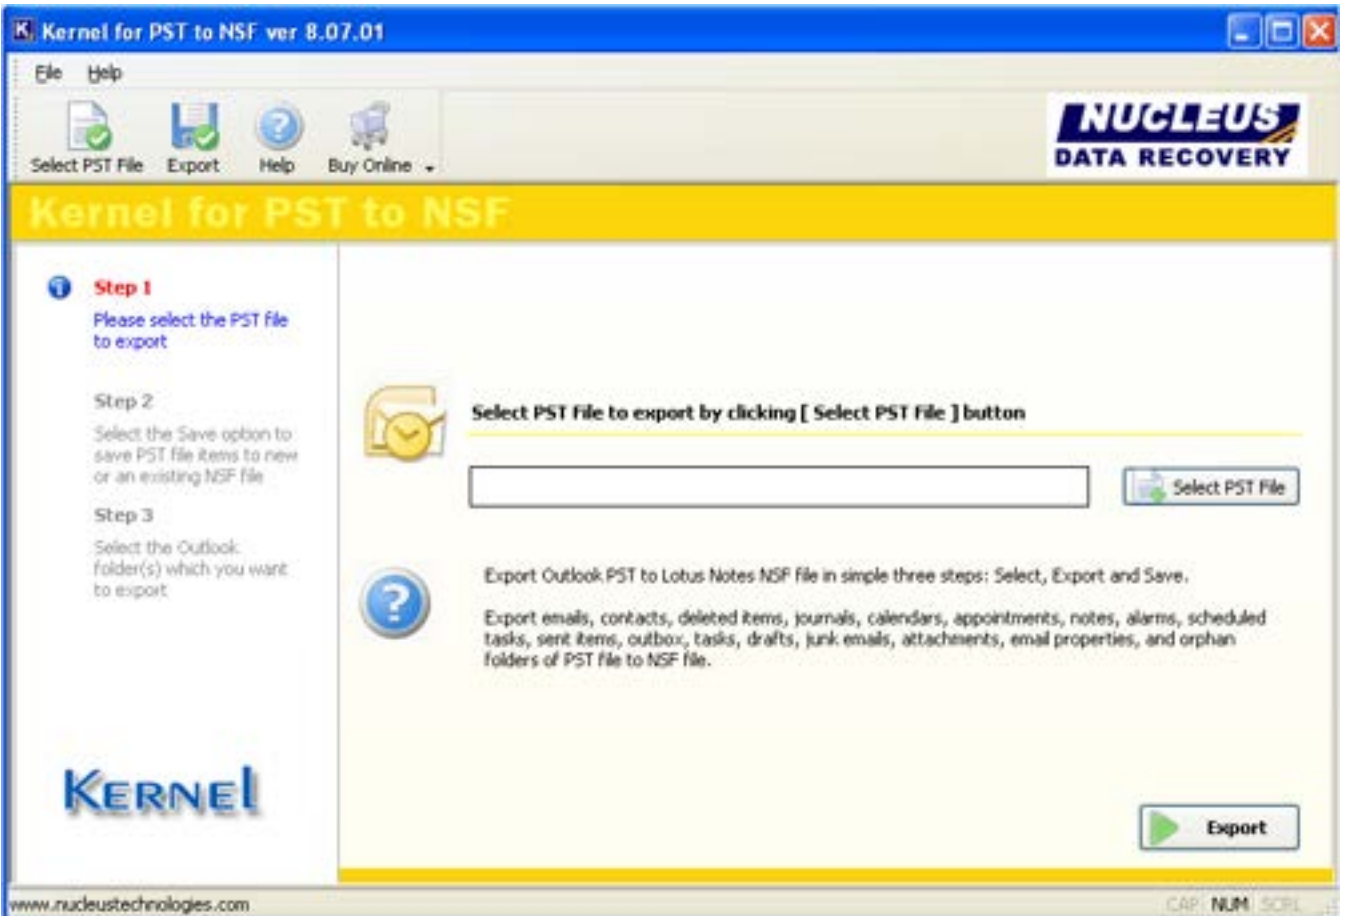 Kernel for PST to NSF ver 8.07.01
File Help
Select PST File Export Help Buy Online
NUCLEUS
DATA RECOVERY
Kernel for PST to NSF
Step 1
Please select the PST file
to export
Step 2
Select the Save option to
save PST file items to new
or an existing NSF file
Step 3
Select the Outlook
folder(s) which you want
to export
KERNEl
Select PST File to export by clicking [ Select PST File ] button
Select PST File
Export Outlook PST to Lotus Notes NSF file in simple three steps: Select, Export and Save.
Export emails, contacts, deleted items, journals, calendars, appointments, notes, alarms, scheduled
tasks, sent items, outbox, tasks, drafts, junk emails, attachments, email properties, and orphan
folders of PST file to NSF file.
Export
www.nucleustechnologies.com
CAP NUM SCRL